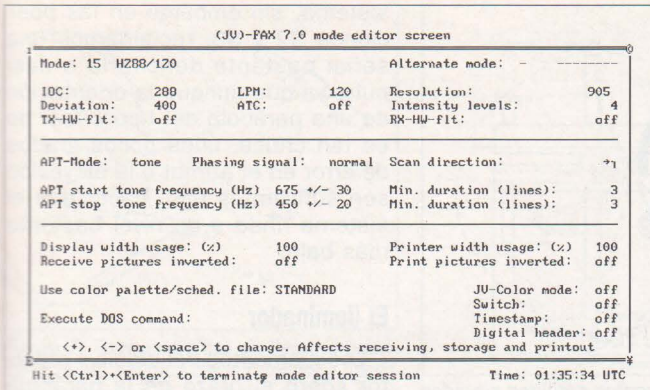 (JV)-FAX 7.0 mode editor screen
Mode: 15 H288/120 Alternate mode:
IOC: 288 LPM: 120 Resolution: 905
Deviation: 400 ATC: off Intensity levels: 4
TX-HW-flt: off RX-HW-flt: off
APT-Mode: tone Phasing signal: normal Scan direction:
APT start tone frequency (Hz) 675 +/- 30 Min. duration (lines): 3
APT stop tone frequency (Hz) 450 +/- 20 Min. duration (lines): 3
Display width usage: (%) 100 Printer width usage: (%) 100
Receive pictures inverted: off Print pictures inverted: off
Use color palette/sched. file: STANDARD JV-Color mode: off
Switch: off
Execute DOS command: Timestamp: off
Digital header: off
<+>, <-> or <space> to change. Affects receiving, storage and printout
Hit <Ctrl>+<Enter> to terminate mode editor session Time: 01:35:34 UTC